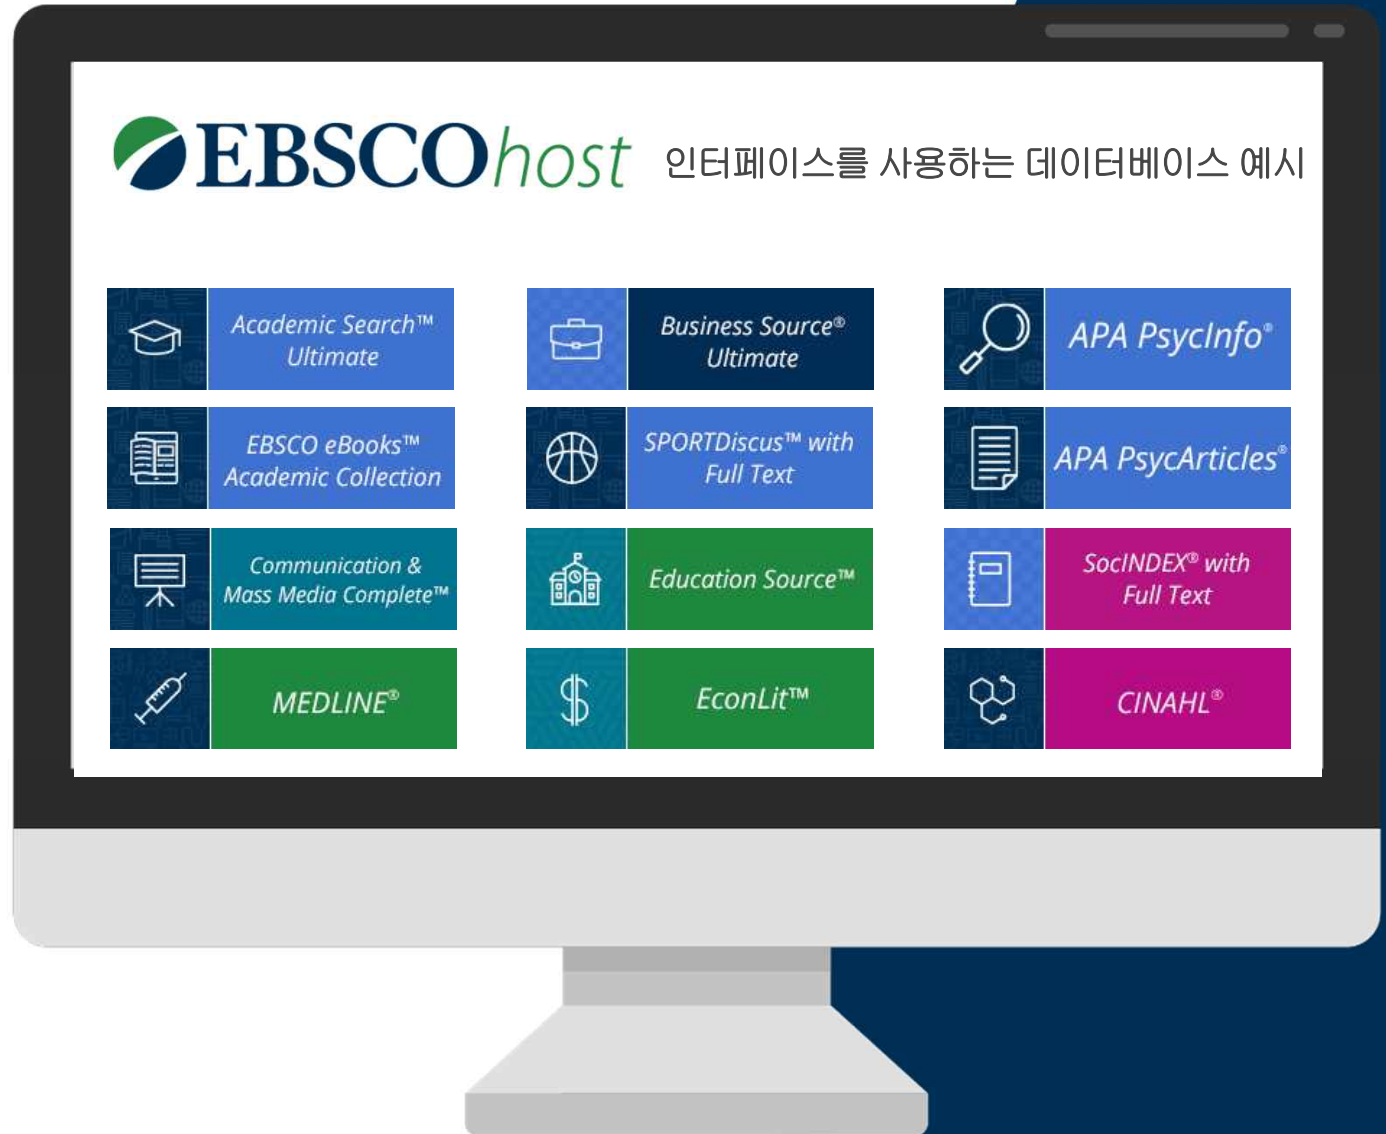 EBSCOhost 인터페이스를 사용하는 데이터베이스 예시
Academic Search™
Ultimate
Business Source®
Ultimate
APA PsycInfo®
EBSCO eBooks™
Academic Collection
SPORTDiscus™ with
Full Text
APA PsycArticles®
Communication &
Mass Media Complete™
Education Source™
SocINDEX® with
Full Text
MEDLINE®
EconLit™
CINAHL®